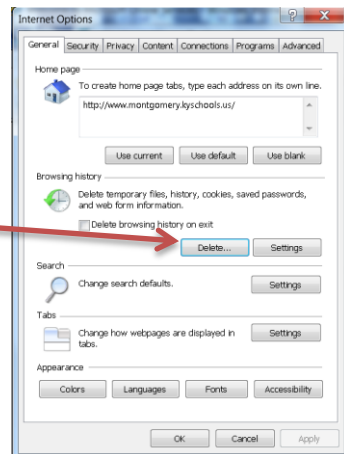 Internet Options
General Security Privacy Content Connections Programs Advanced
Home page
To create home page tabs, type each address on its own line.
http://www.montgomery.kyschools.us/
Use current Use default Use blank
Browsing history
Delete temporary files, history, cookies, saved passwords,
and web form information.
Delete browsing history on exit
Delete... Settings
Search
Change search defaults. Settings
Tabs
Change how webpages are displayed in Settings
tabs.
Appearance
Colors Languages Fonts Accessibility
OK Cancel Apply